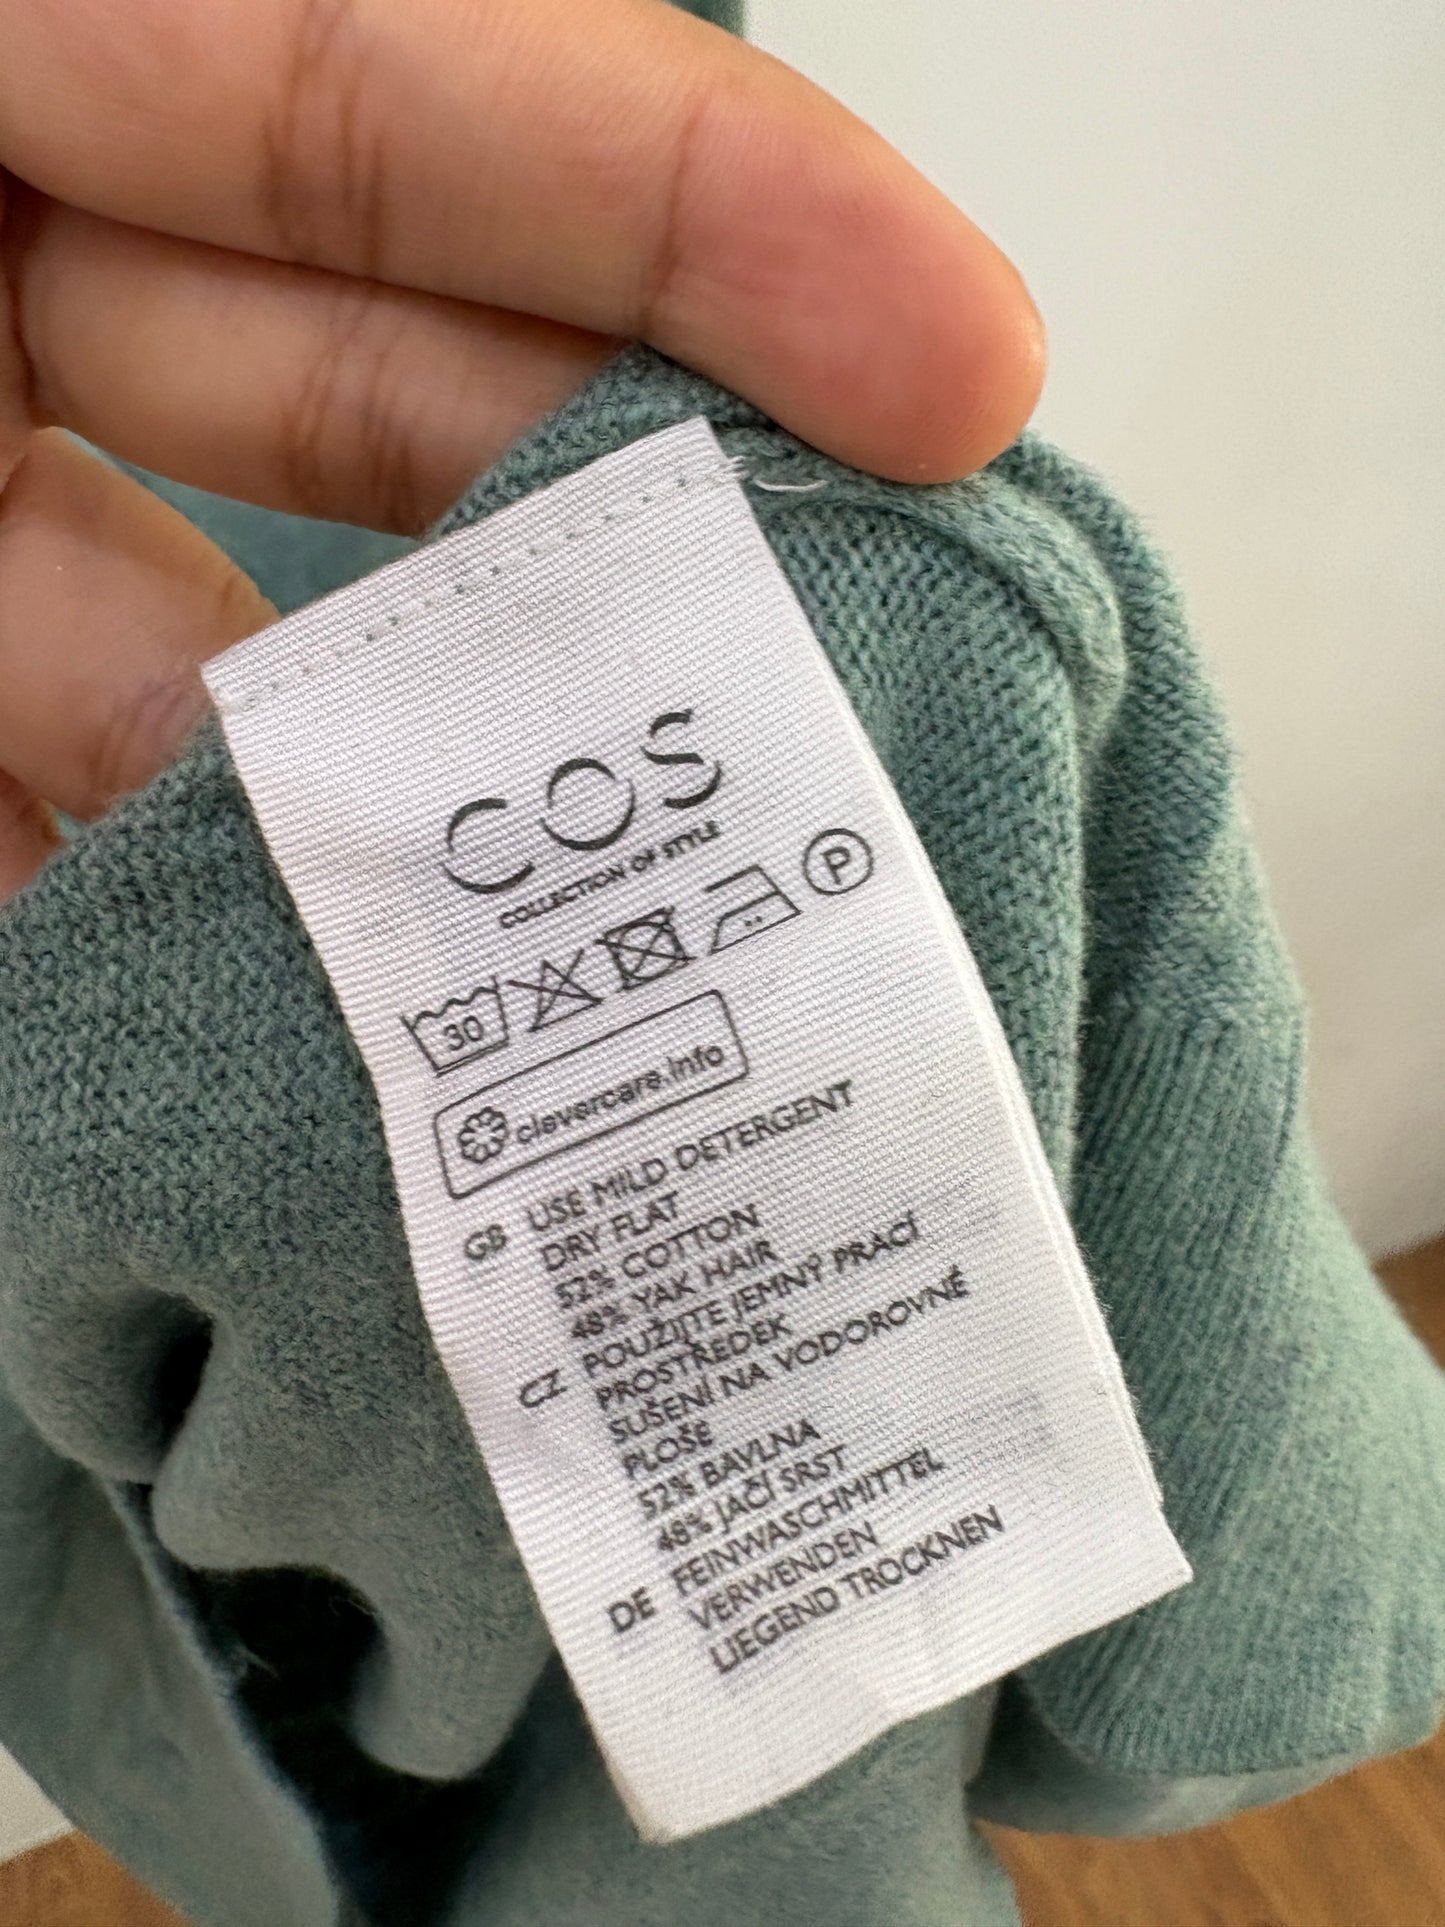 COS
COLLECTION OF STYLE
P
30
clevercare.info
GB USE MILD DETERGENT
DRY FLAT
52% COTTON
48% YAK HAIR
CZ POUŽIJTE JEMNÝ PRACÍ
PROSTŘEDEK
SUŠENÍ NA VODOROVNÉ
PLOŠE
52% BAVLNA
48% JAČÍ SRST
DE FEINWASCHMITTEL
VERWENDEN
LIEGEND TROCKNEN